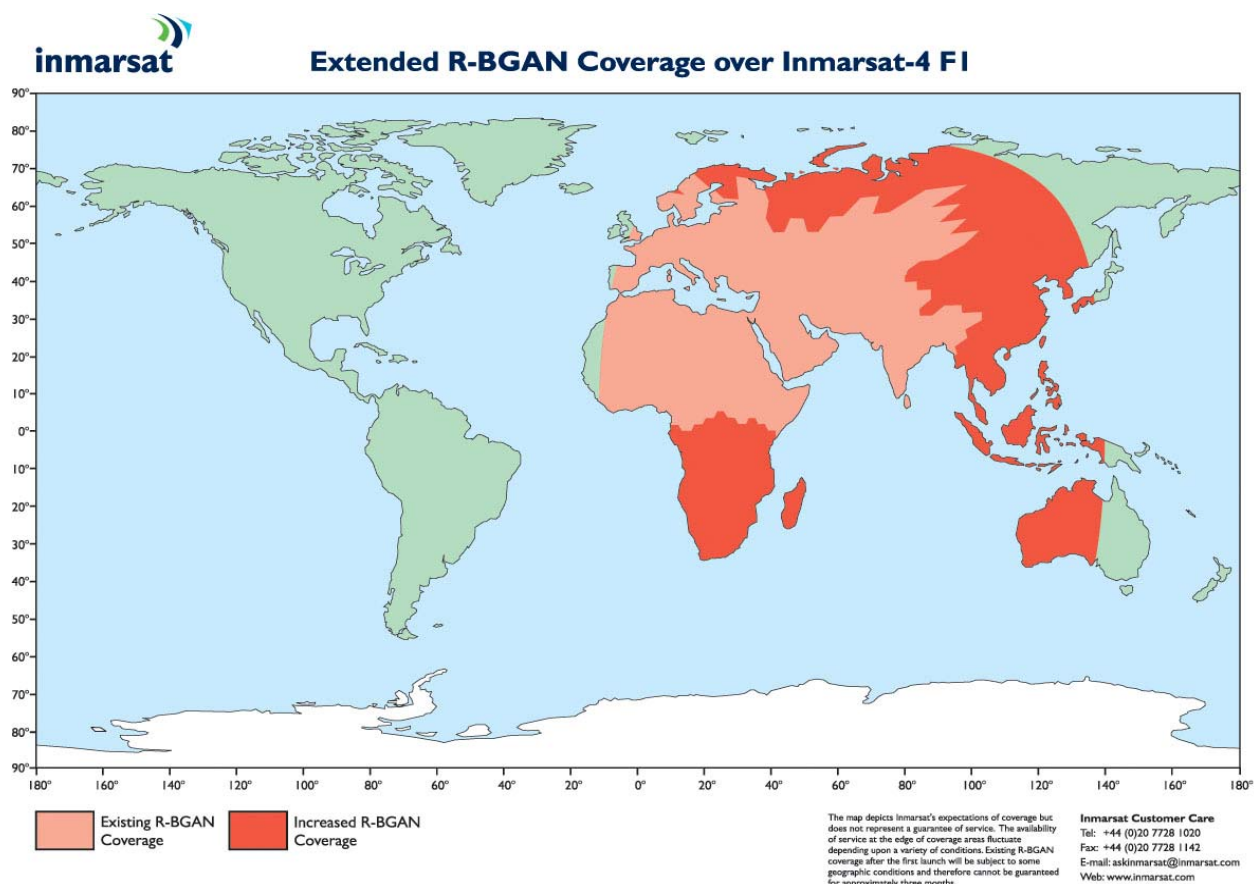 inmarsat
Extended R-BGAN Coverage over Inmarsat-4 F1
90°
80°
70°
60°
50°
40°
30°
20°
10°
0°
10°
20°
30°
40°
50°
60°
70°
80°
90°
180° 160° 140° 120° 100° 80° 60° 40° 20° 0° 20° 40° 60° 80° 100° 120° 140° 160° 180°
Existing R-BGAN
Coverage
Increased R-BGAN
Coverage
The map depicts Inmarsat's expectations of coverage but
does not represent a guarantee of service. The availability
of service at the edge of coverage areas fluctuate
depending upon a variety of conditions. Existing R-BGAN
coverage after the first launch will be subject to some
geographic conditions and therefore cannot be guaranteed
for approximately three months.
Inmarsat Customer Care
Tel: +44 (0)20 7728 1020
Fax: +44 (0)20 7728 1142
E-mail: askinmarsat@inmarsat.com
Web: www.inmarsat.com